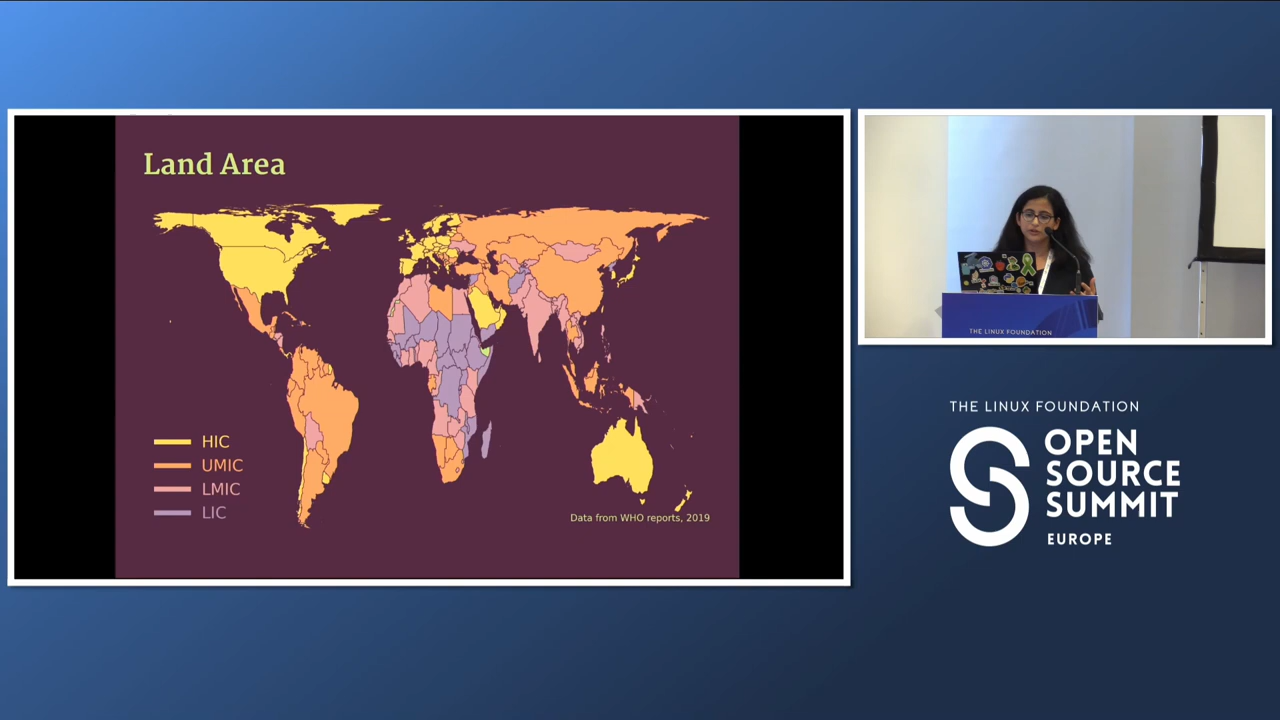 Land Area
HIC
UMIC
LMIC
LIC
Data from WHO reports, 2019
THE LINUX FOUNDATION
THE LINUX FOUNDATION
OPEN
SOURCE
SUMMIT
EUROPE